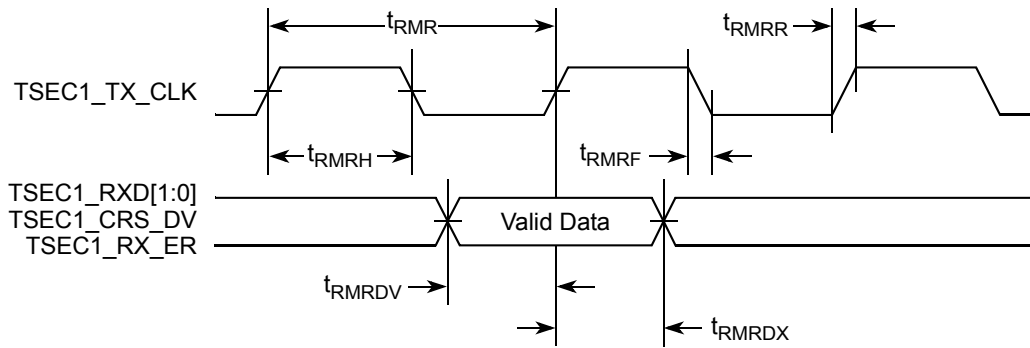 tRMR
tRMRR
TSEC1_TX_CLK
tRMRH
tRMRF
TSEC1_RXD[1:0]
TSEC1_CRS_DV
TSEC1_RX_ER
Valid Data
tRMRDV
tRMRDX